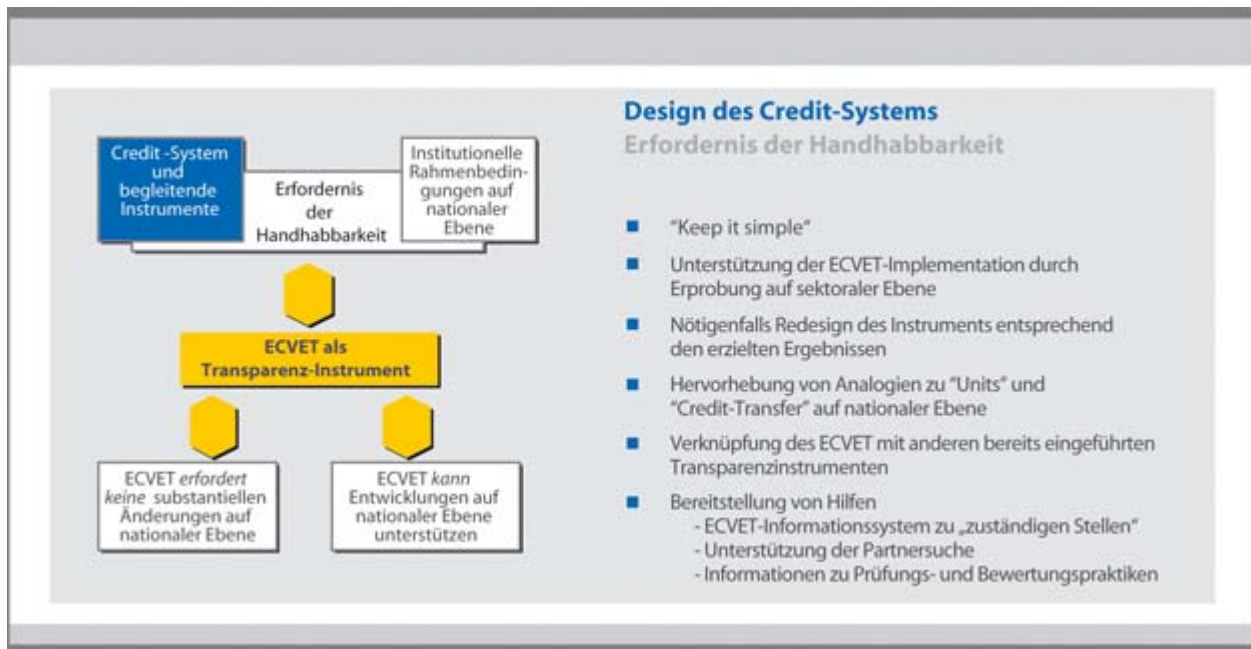 Credit -System
und
begleitende
Instrumente
Erfordernis
der
Handhabbarkeit
Institutionelle
Rahmenbedin-
gungen auf
nationaler
Ebene
ECVET als
Transparenz-Instrument
ECVET erfordert
keine substantiellen
Änderungen auf
nationaler Ebene
ECVET kann
Entwicklungen auf
nationaler Ebene
unterstützen
Design des Credit-Systems
Erfordernis der Handhabbarkeit
"Keep it simple"
Unterstützung der ECVET-Implementation durch
Erprobung auf sektoraler Ebene
Nötigenfalls Redesign des Instruments entsprechend
den erzielten Ergebnissen
Hervorhebung von Analogien zu "Units" und
"Credit-Transfer" auf nationaler Ebene
Verknüpfung des ECVET mit anderen bereits eingeführten
Transparenzinstrumenten
Bereitstellung von Hilfen
- ECVET-Informationssystem zu „zuständigen Stellen"
- Unterstützung der Partnersuche
- Informationen zu Prüfungs- und Bewertungspraktiken